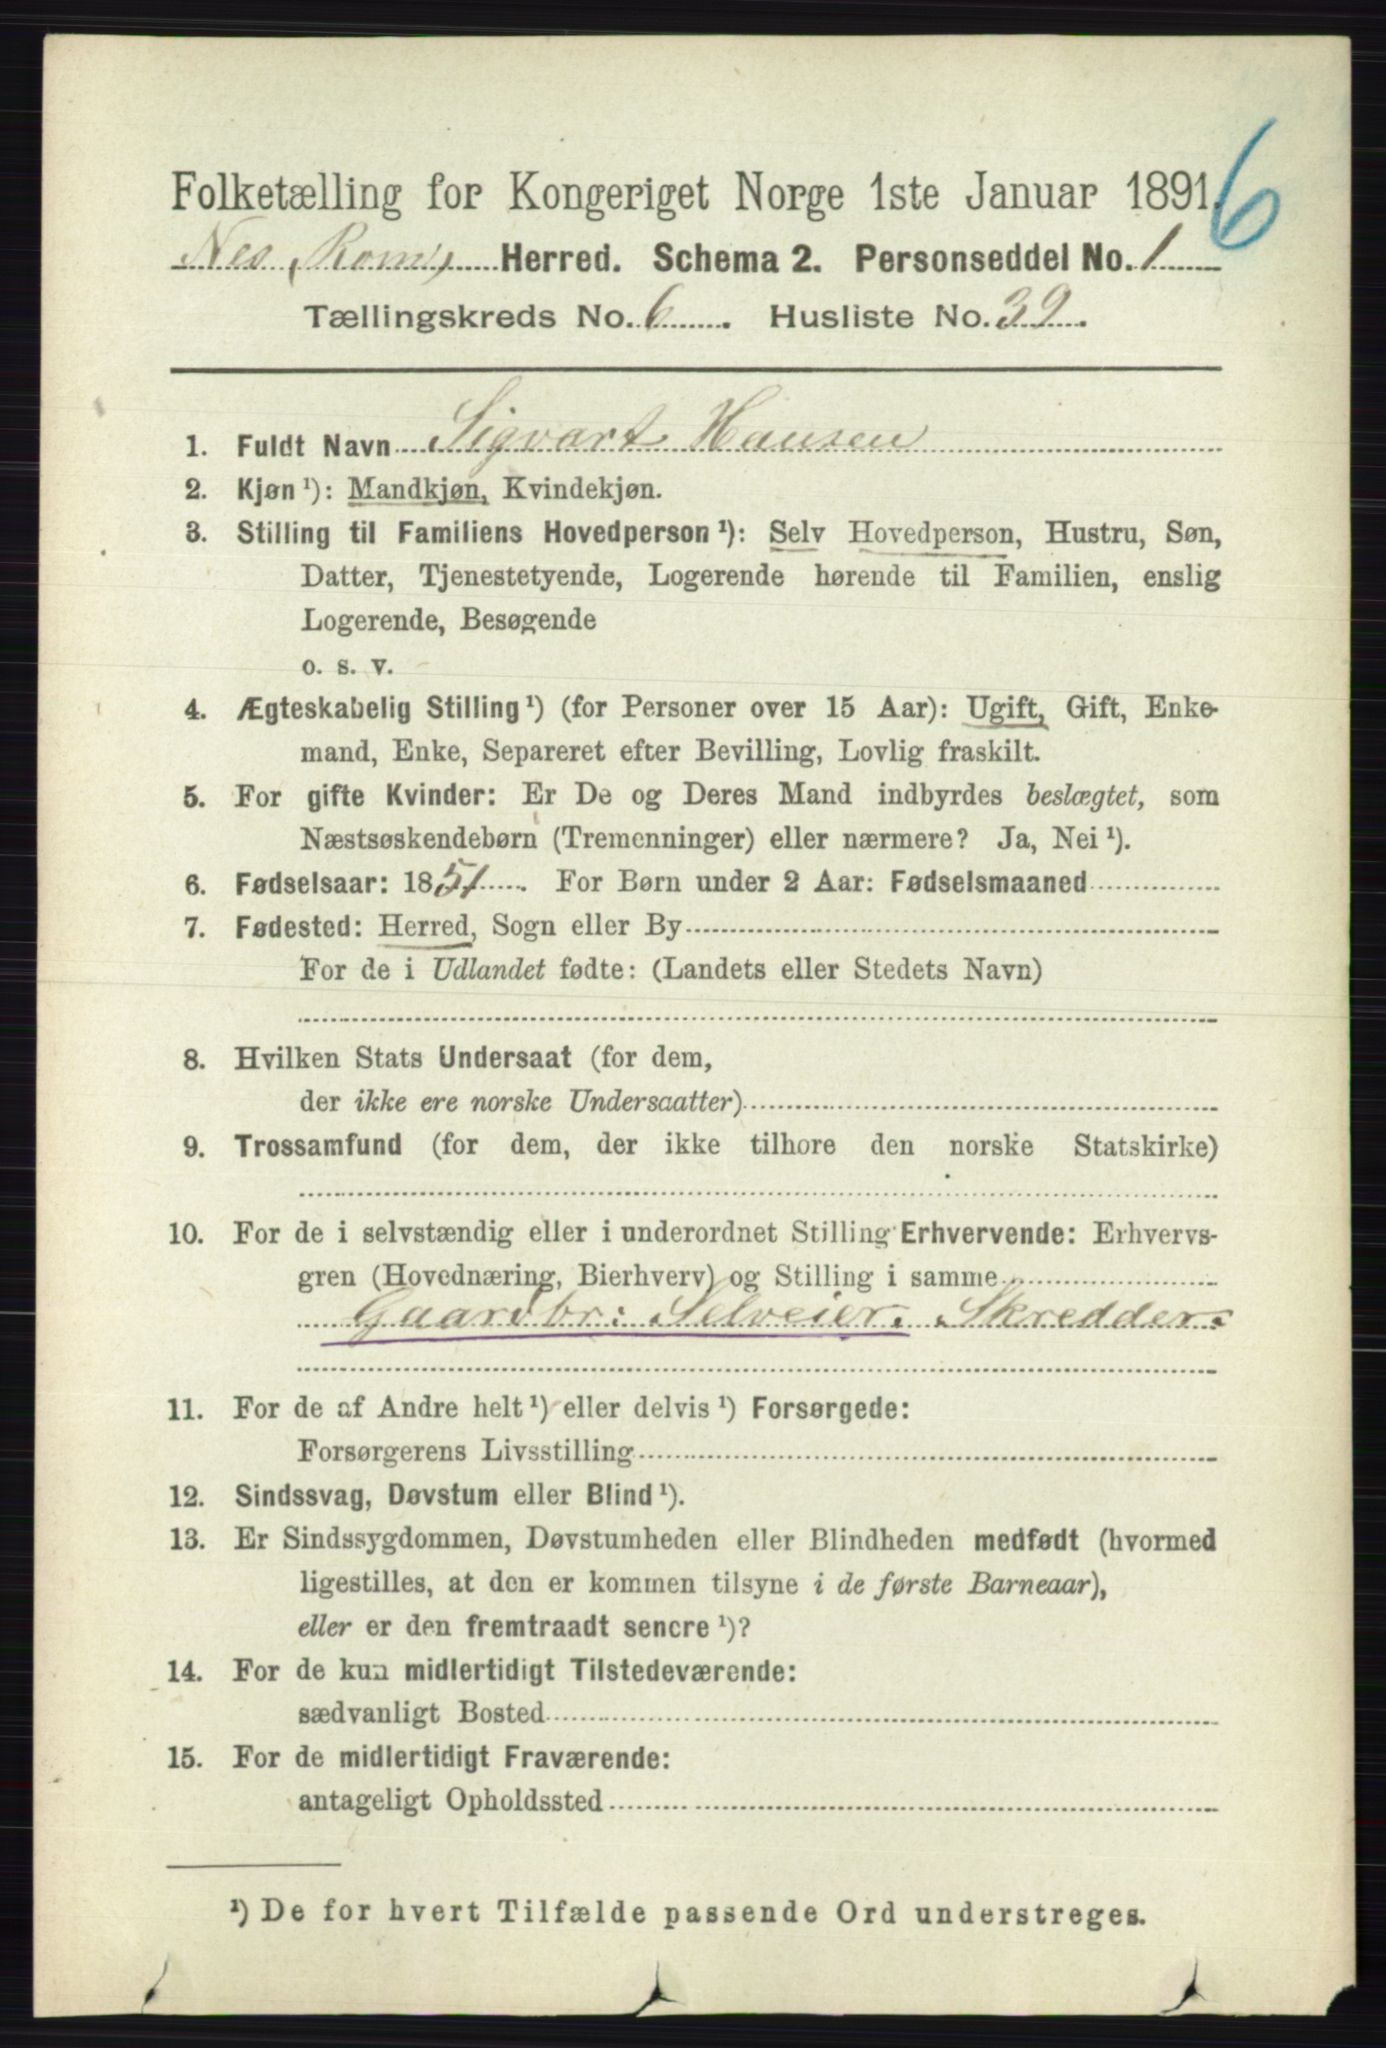 6
Folketælling for Kongeriget Norge 1ste Januar 1891.
Nes, Rom, Herred. Schema 2. Personseddel No. 1
Tællingskreds No. 6. Husliste No. 39.
1. Fuldt Navn Sigvart Hansen
2. Kjøn ¹): Mandkjøn, Kvindekjøn.
3. Stilling til Familiens Hovedperson ¹): Selv Hovedperson, Hustru, Søn,
Datter, Tjenestetyende, Logerende hørende til Familien, enslig
Logerende, Besøgende
o. s. v.
4. Ægteskabelig Stilling ¹) (for Personer over 15 Aar): Ugift, Gift, Enke-
mand, Enke, Separeret efter Bevilling, Lovlig fraskilt.
5. For gifte Kvinder: Er De og Deres Mand indbyrdes beslægtet, som
Næstsøskendebørn (Tremenninger) eller nærmere? Ja, Nei ¹).
6. Fødselsaar: 1851. For Børn under 2 Aar: Fødselsmaaned
7. Fødested: Herred, Sogn eller By
For de i Udlandet fødte: (Landets eller Stedets Navn)
8. Hvilken Stats Undersaat (for dem,
der ikke ere norske Undersaatter)
9. Trossamfund (for dem, der ikke tilhøre den norske Statskirke)
10. For de i selvstændig eller i underordnet Stilling Erhvervende: Erhvervs-
gren (Hovednæring, Bierhverv) og Stilling i samme
Gaardbr: Selveier. Skredder.
11. For de af Andre helt ¹) eller delvis ¹) Forsørgede:
Forsørgerens Livsstilling
12. Sindssvag, Døvstum eller Blind ¹).
13. Er Sindssygdommen, Døvstumheden eller Blindheden medfødt (hvormed
ligestilles, at den er kommen tilsyne i de første Barneaar),
eller er den fremtraadt senere ¹)?
14. For de kun midlertidigt Tilstedeværende:
sædvanligt Bosted
15. For de midlertidigt Fraværende:
antageligt Opholdssted
¹) De for hvert Tilfælde passende Ord understreges.